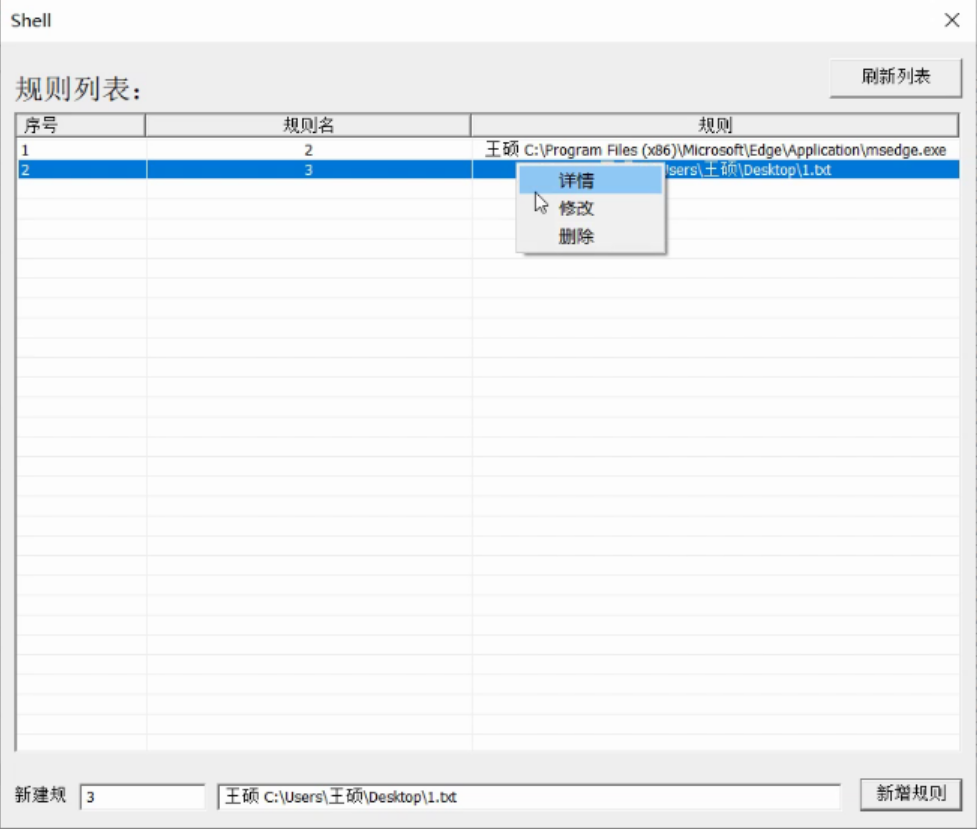 Shell
规则列表：
刷新列表
序号 规则名 规则
1 2 王硕 C:\Program Files (x86)\Microsoft\Edge\Application\msedge.exe
2 3 sers\王硕\Desktop\1.txt
详情
修改
删除
新建规 3 王硕 C:\Users\王硕\Desktop\1.txt 新增规则